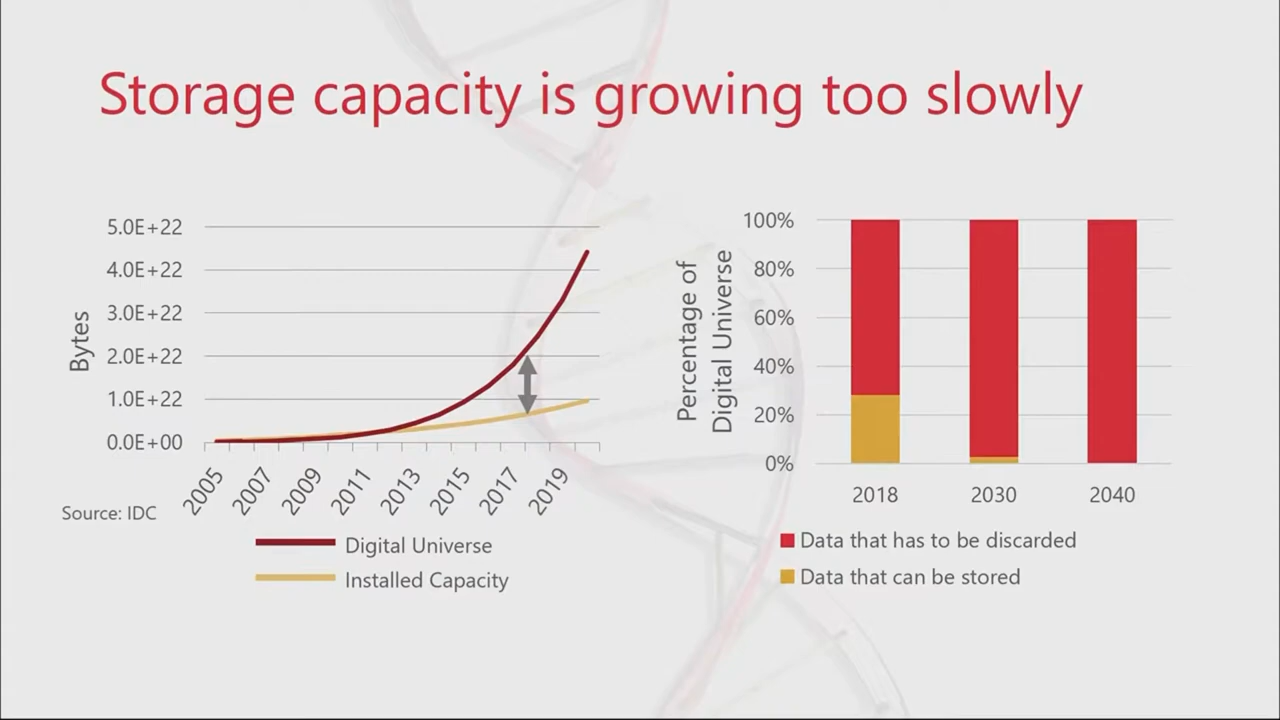 Storage capacity is growing too slowly
Bytes
5.0E+22
4.0E+22
3.0E+22
2.0E+22
1.0E+22
0.0E+00
2005
2007
2009
2011
2013
2015
2017
2019
Source: IDC
Digital Universe
Installed Capacity
Percentage of
Digital Universe
100%
80%
60%
40%
20%
0%
2018
2030
2040
Data that has to be discarded
Data that can be stored